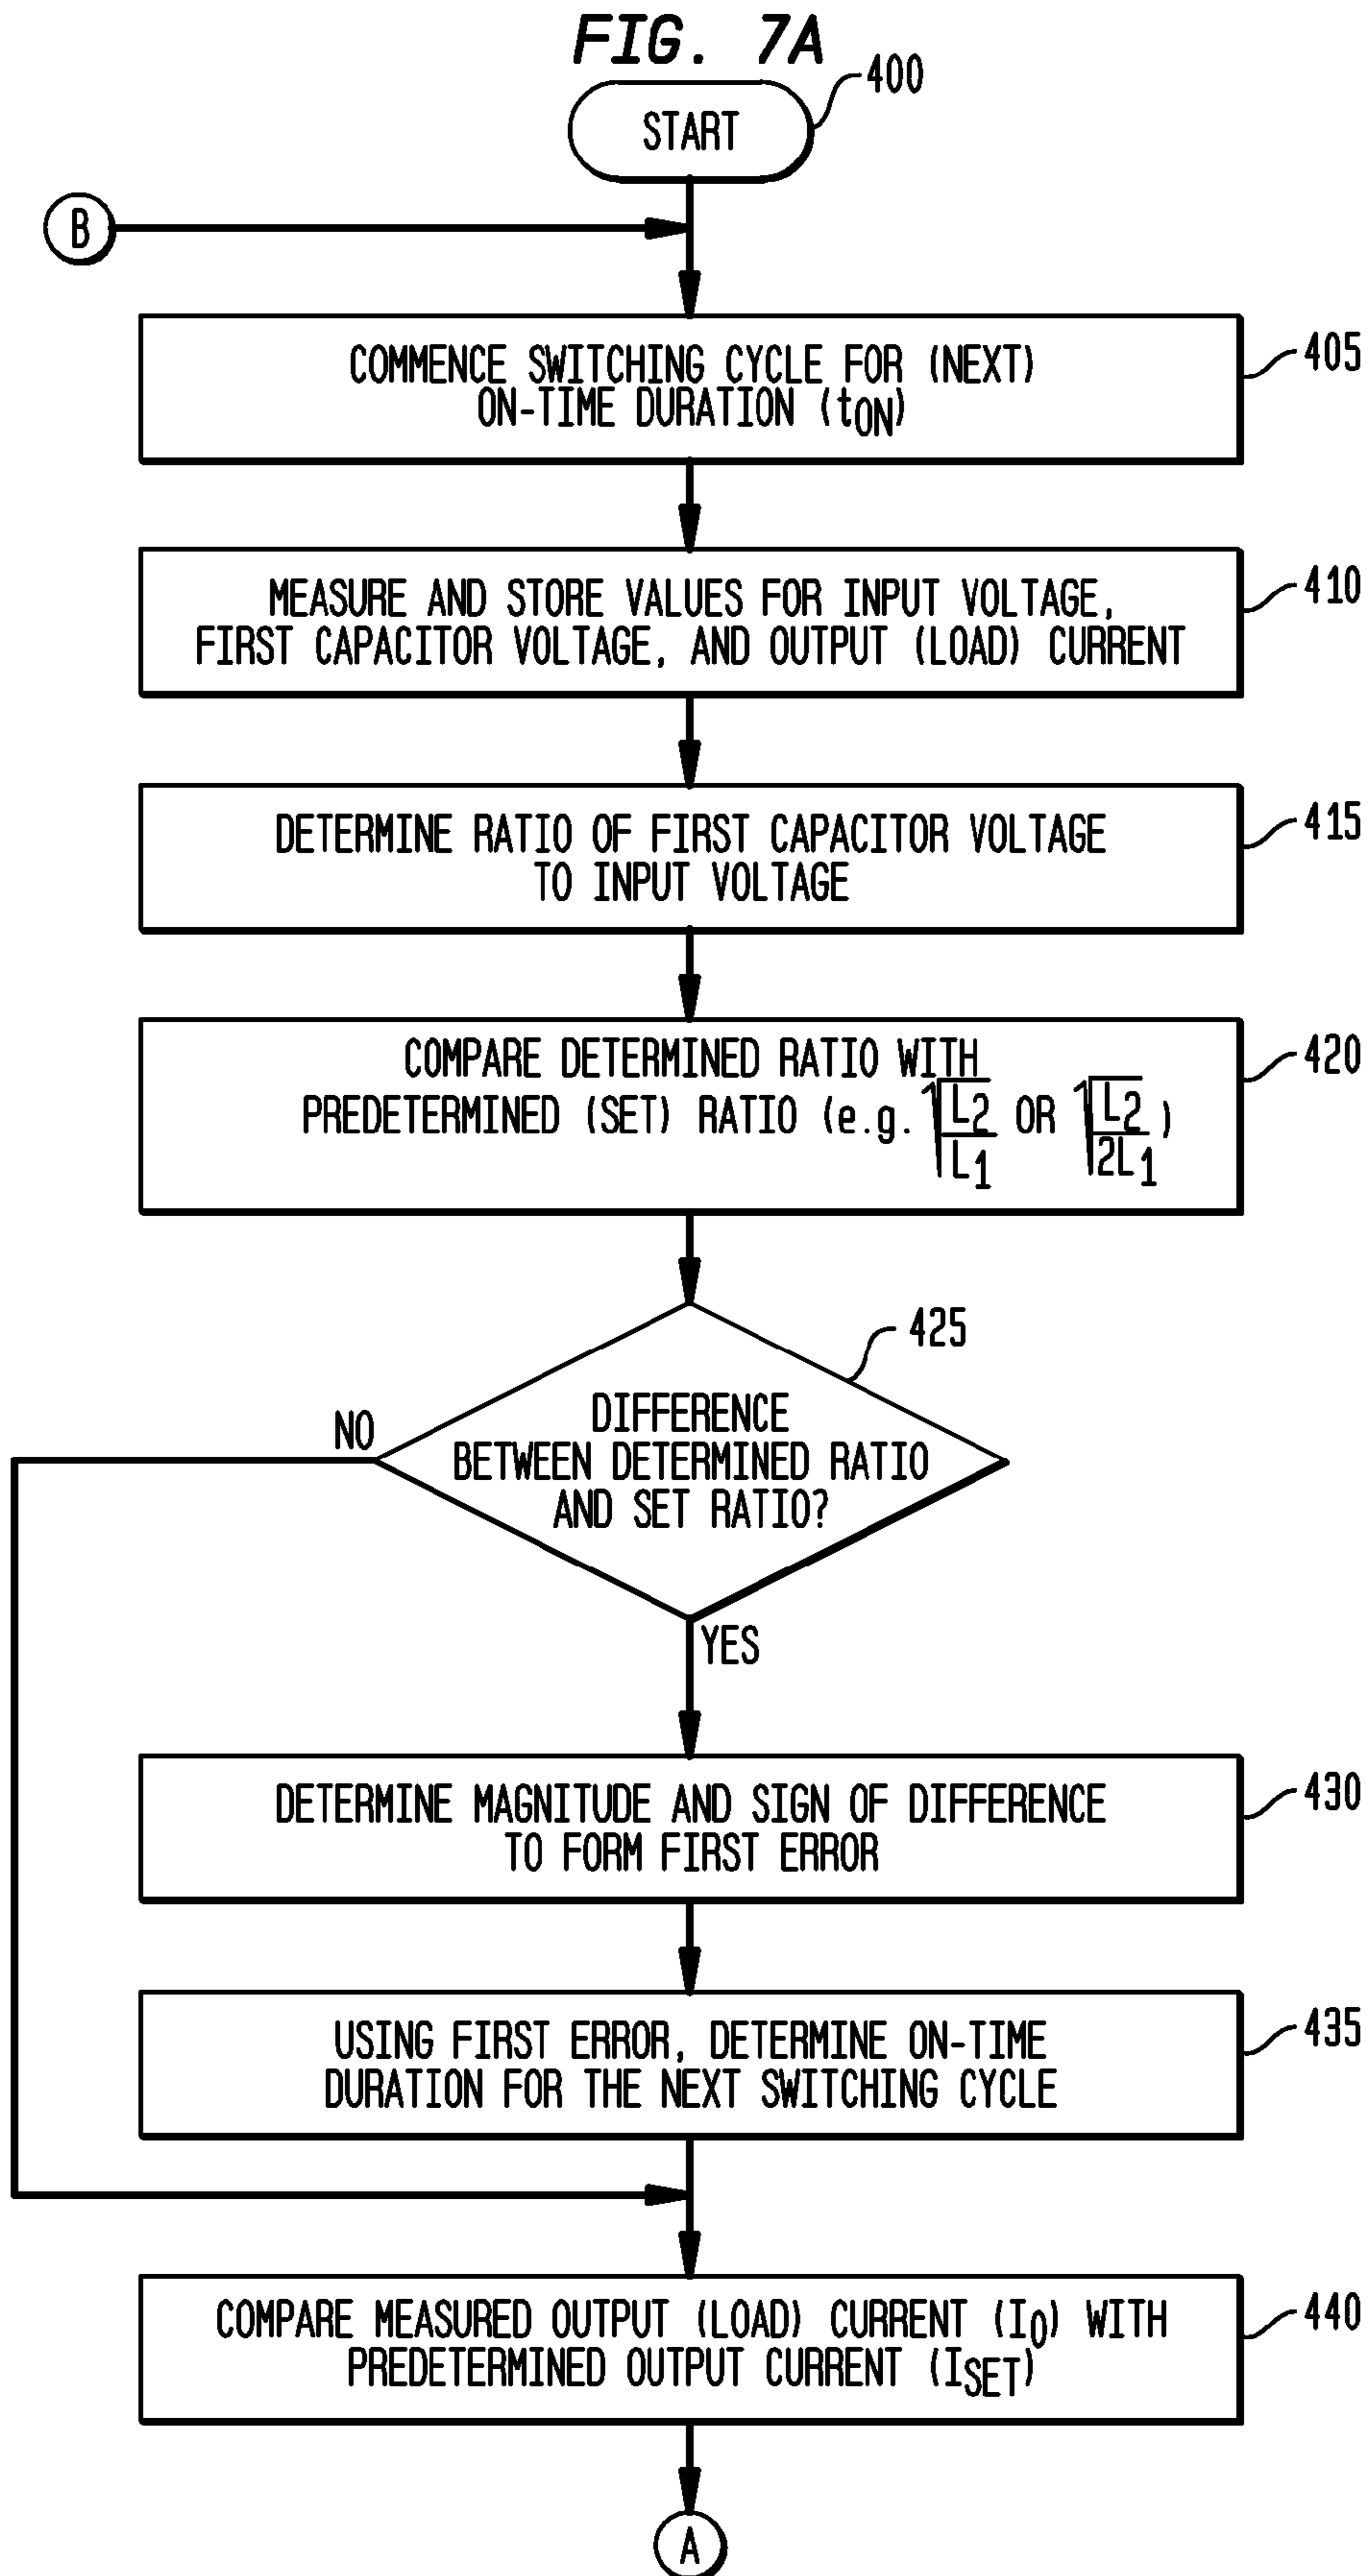 FIG. 7A
400
START
B
405
COMMENCE SWITCHING CYCLE FOR (NEXT)
ON-TIME DURATION (tON)
410
MEASURE AND STORE VALUES FOR INPUT VOLTAGE,
FIRST CAPACITOR VOLTAGE, AND OUTPUT (LOAD) CURRENT
415
DETERMINE RATIO OF FIRST CAPACITOR VOLTAGE
TO INPUT VOLTAGE
420
COMPARE DETERMINED RATIO WITH
PREDETERMINED (SET) RATIO (e.g. √(L2/L1) OR √(L2/2L1))
425
DIFFERENCE
BETWEEN DETERMINED RATIO
AND SET RATIO?
NO
YES
430
DETERMINE MAGNITUDE AND SIGN OF DIFFERENCE
TO FORM FIRST ERROR
435
USING FIRST ERROR, DETERMINE ON-TIME
DURATION FOR THE NEXT SWITCHING CYCLE
440
COMPARE MEASURED OUTPUT (LOAD) CURRENT (IO) WITH
PREDETERMINED OUTPUT CURRENT (ISET)
A